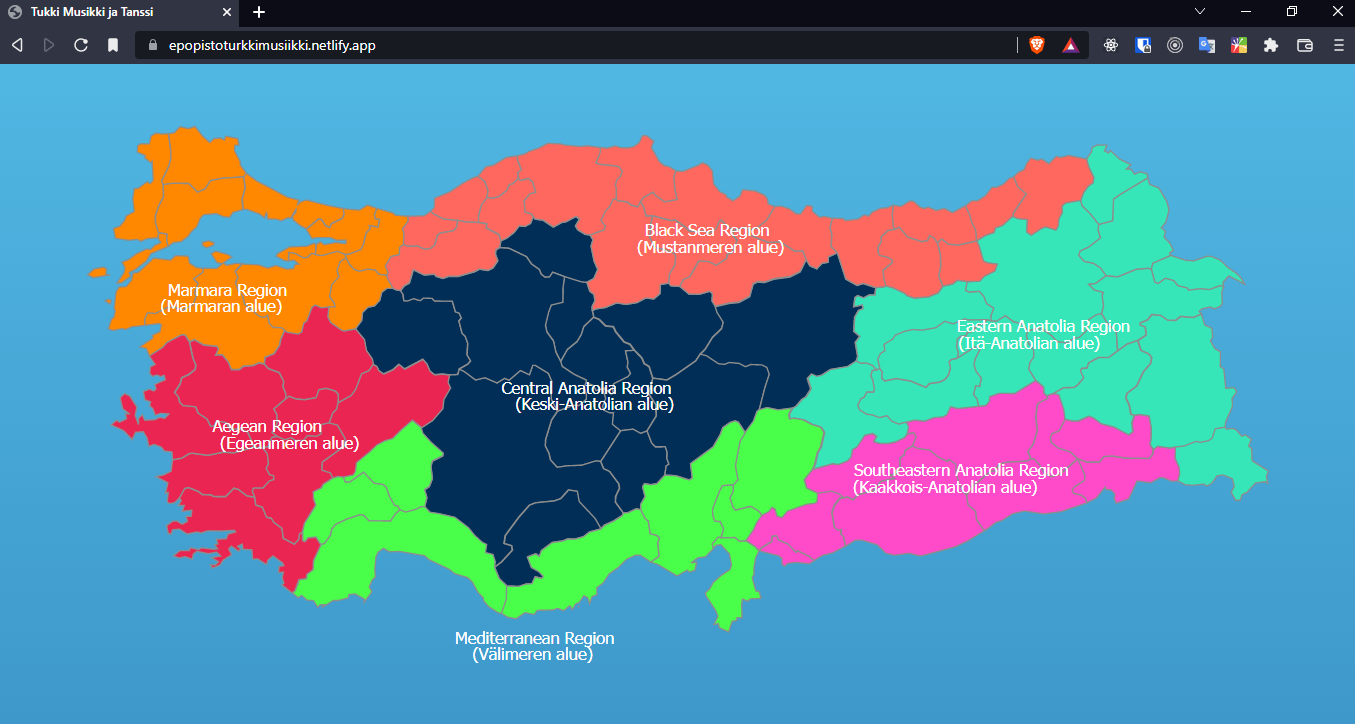 Tukki Musikki ja Tanssi
epopistoturkkimusiikki.netlify.app
Black Sea Region
(Mustanmeren alue)
Marmara Region
(Marmaran alue)
Eastern Anatolia Region
(Itä-Anatolian alue)
Central Anatolia Region
(Keski-Anatolian alue)
Aegean Region
(Egeanmeren alue)
Southeastern Anatolia Region
(Kaakkois-Anatolian alue)
Mediterranean Region
(Välimeren alue)